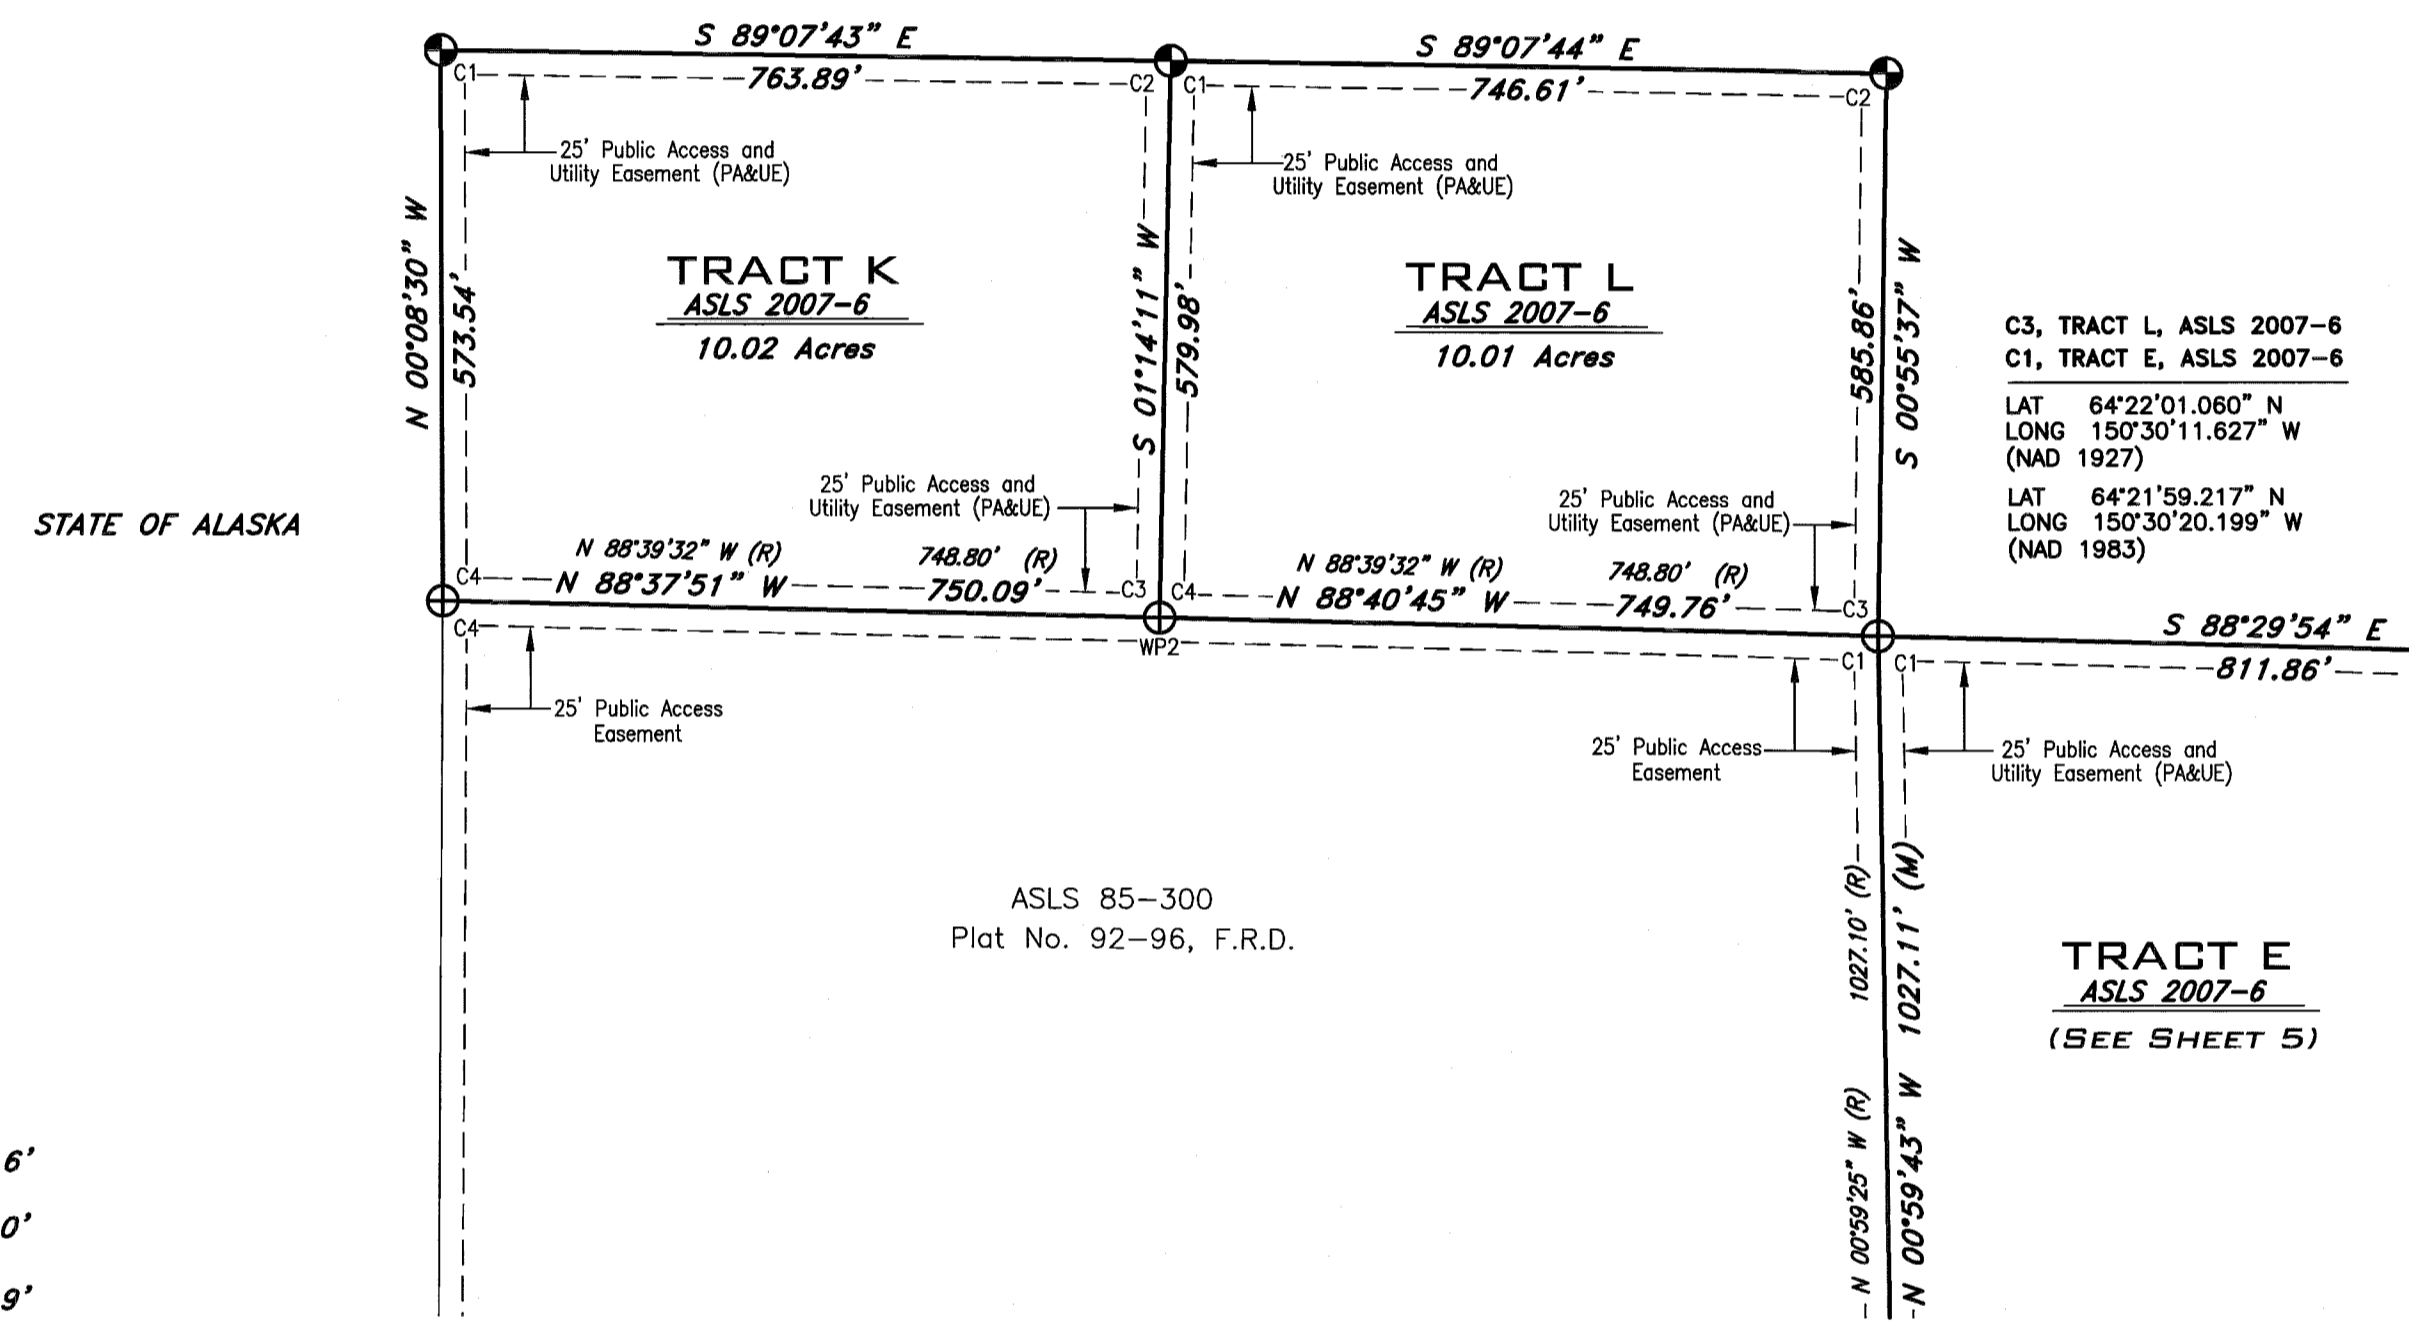 S 89°07'43" E
763.89'
S 89°07'44" E
746.61'
C1
C2
C1
C2
25' Public Access and
Utility Easement (PA&UE)
25' Public Access and
Utility Easement (PA&UE)
N 00°08'30" W
573.54'
TRACT K
ASLS 2007-6
10.02 Acres
S 01°14'11" W
579.98'
TRACT L
ASLS 2007-6
10.01 Acres
585.86'
S 00°55'37" W
C3, TRACT L, ASLS 2007-6
C1, TRACT E, ASLS 2007-6
LAT 64°22'01.060" N
LONG 150°30'11.627" W
(NAD 1927)
LAT 64°21'59.217" N
LONG 150°30'20.199" W
(NAD 1983)
STATE OF ALASKA
25' Public Access and
Utility Easement (PA&UE)
25' Public Access and
Utility Easement (PA&UE)
N 88°39'32" W (R) 748.80' (R)
C4 N 88°37'51" W 750.09' C3
N 88°39'32" W (R) 748.80' (R)
C4 N 88°40'45" W 749.76' C3
S 88°29'54" E
811.86'
C4
WP2
C1
C1
25' Public Access
Easement
25' Public Access
Easement
25' Public Access and
Utility Easement (PA&UE)
ASLS 85-300
Plat No. 92-96, F.R.D.
N 00°59'25" W (R) 1027.10' (R)
N 00°59'43" W 1027.11' (M)
TRACT E
ASLS 2007-6
(SEE SHEET 5)
6'
0'
9'